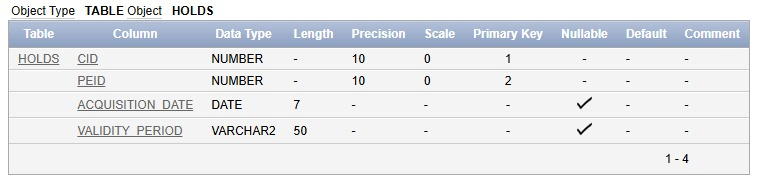 Object Type TABLE Object HOLDS
Table Column Data Type Length Precision Scale Primary Key Nullable Default Comment
HOLDS CID NUMBER - 10 0 1 - - -
PEID NUMBER - 10 0 2 - - -
ACQUISITION_DATE DATE 7 - - - ✓ - -
VALIDITY_PERIOD VARCHAR2 50 - - - ✓ - -
1 - 4